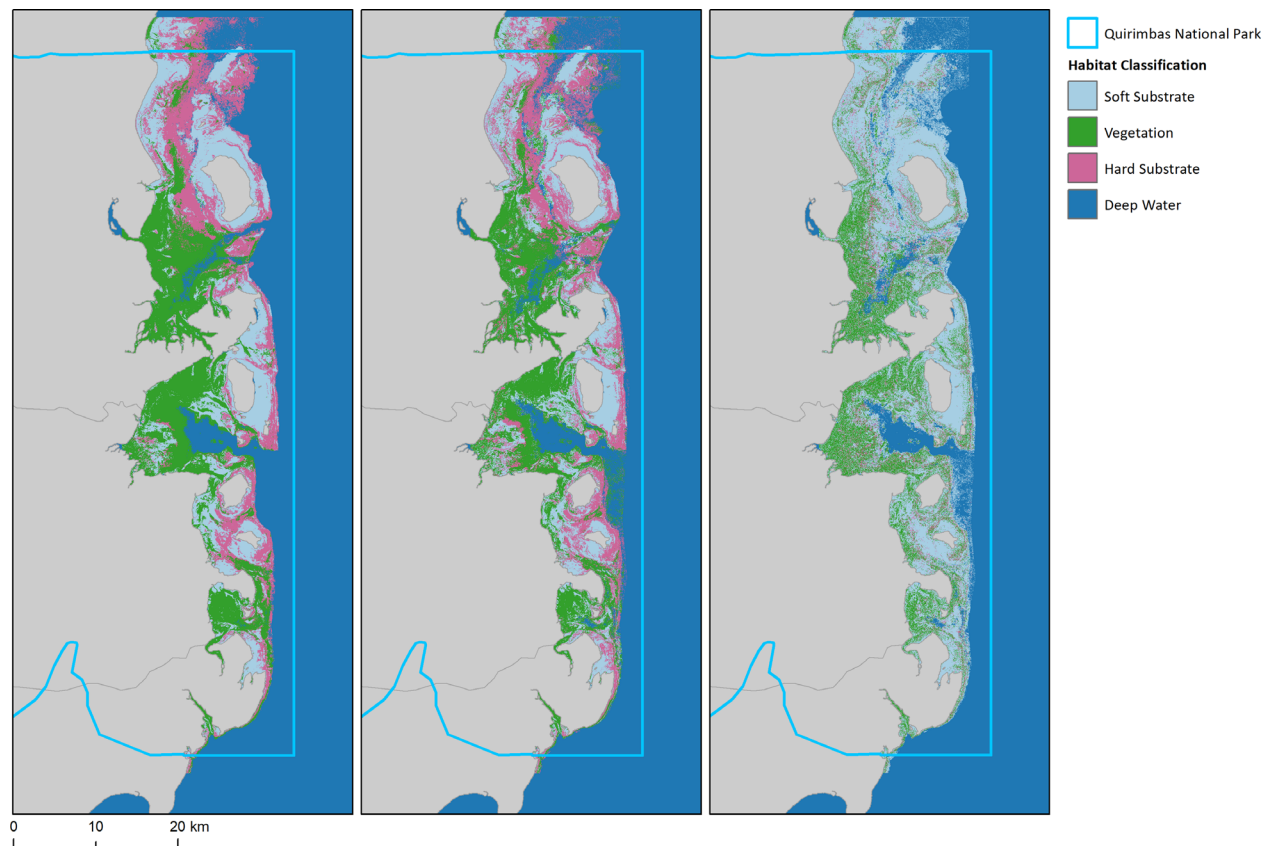 Quirimbas National Park
Habitat Classification
Soft Substrate
Vegetation
Hard Substrate
Deep Water
0 10 20 km